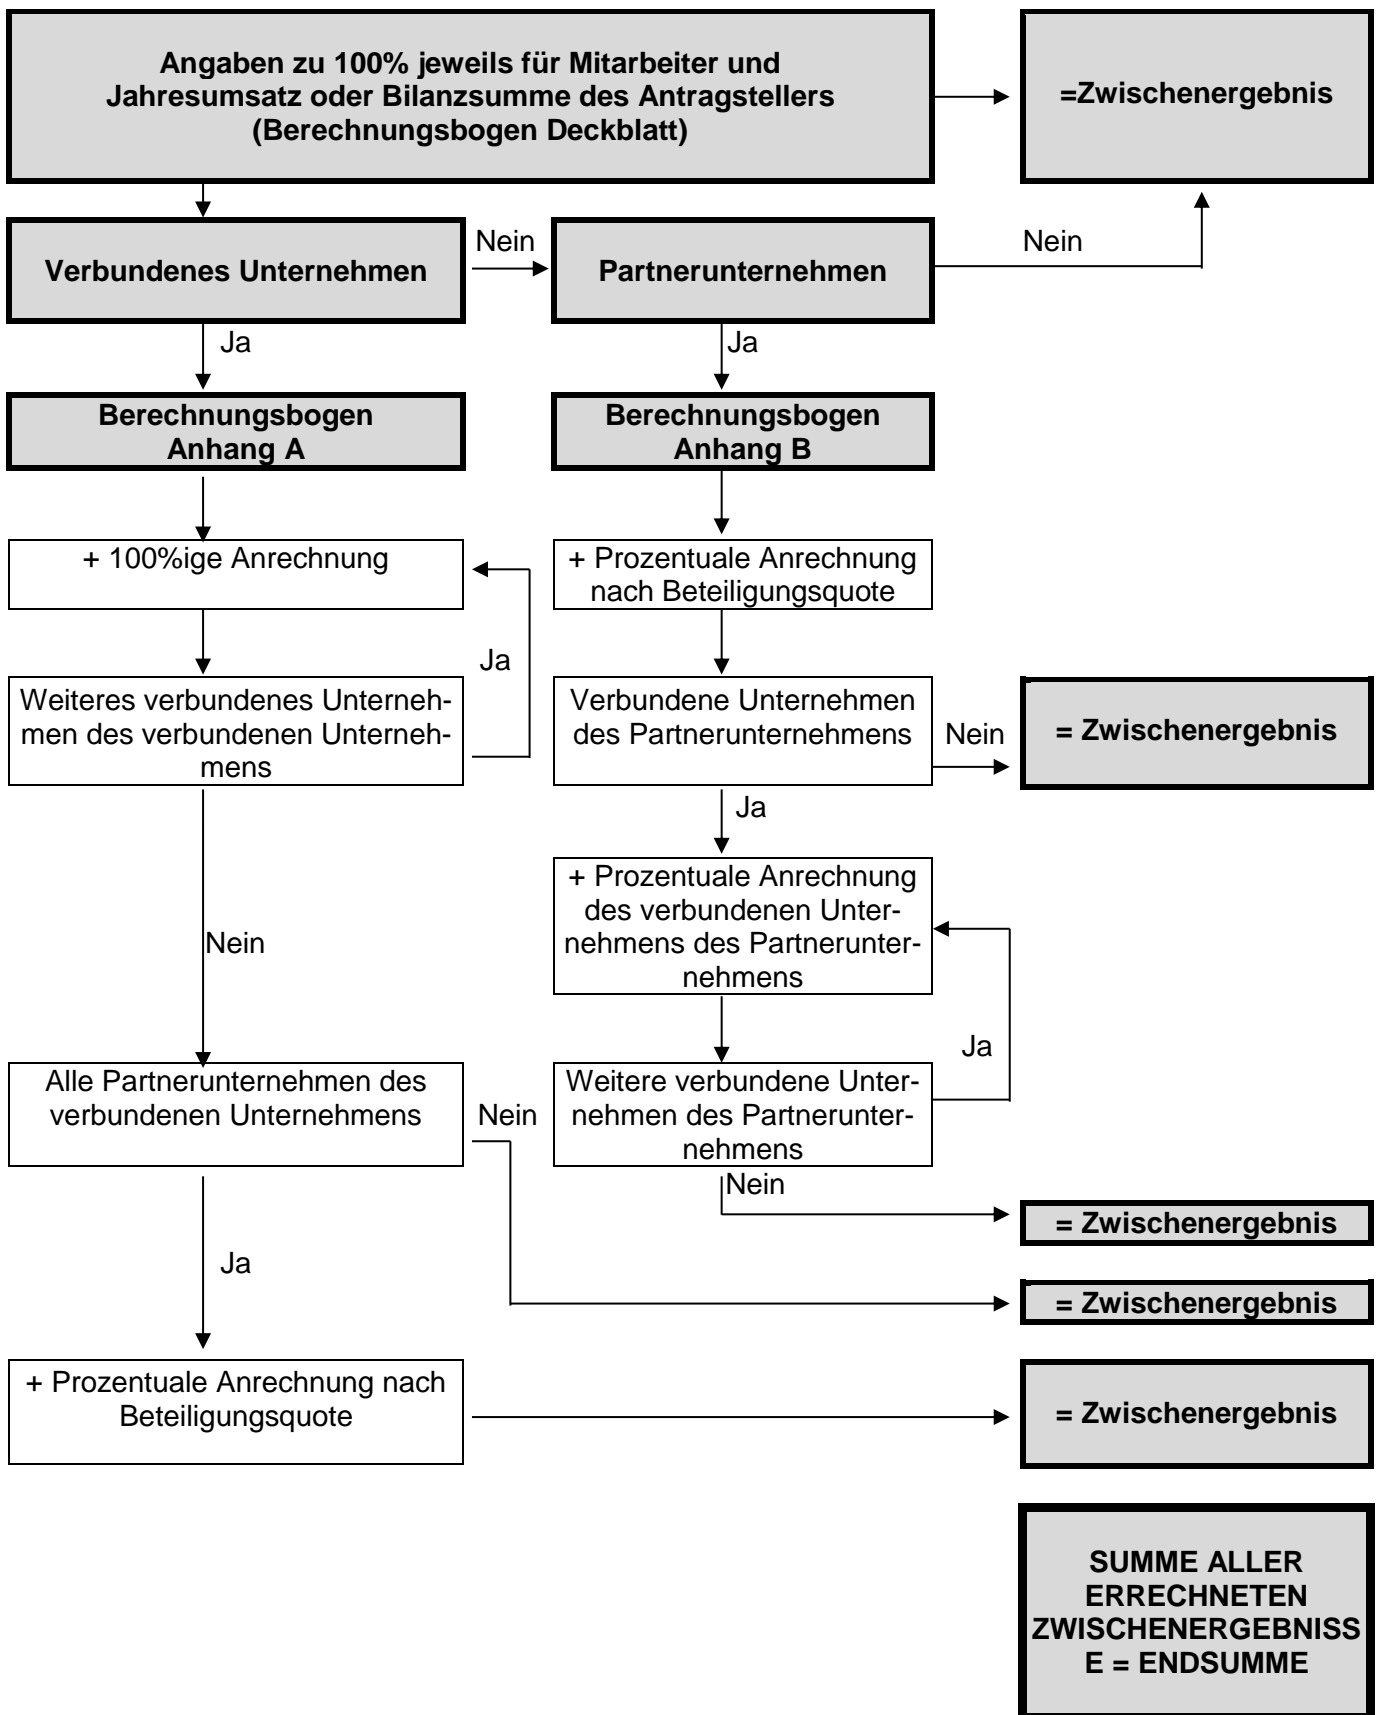 Angaben zu 100% jeweils für Mitarbeiter und
Jahresumsatz oder Bilanzsumme des Antragstellers
(Berechnungsbogen Deckblatt)
=Zwischenergebnis
Verbundenes Unternehmen
Nein
Partnerunternehmen
Nein
Ja
Ja
Berechnungsbogen
Anhang A
Berechnungsbogen
Anhang B
+ 100%ige Anrechnung
+ Prozentuale Anrechnung
nach Beteiligungsquote
Ja
Weiteres verbundenes Unterneh-
men des verbundenen Unterneh-
mens
Verbundene Unternehmen
des Partnerunternehmens
Nein
= Zwischenergebnis
Ja
+ Prozentuale Anrechnung
des verbundenen Unter-
nehmens des Partnerunter-
nehmens
Nein
Ja
Alle Partnerunternehmen des
verbundenen Unternehmens
Nein
Weitere verbundene Unter-
nehmen des Partnerunter-
nehmens
Nein
= Zwischenergebnis
Ja
= Zwischenergebnis
+ Prozentuale Anrechnung nach
Beteiligungsquote
= Zwischenergebnis
SUMME ALLER
ERRECHNETEN
ZWISCHENERGEBNISS
E = ENDSUMME